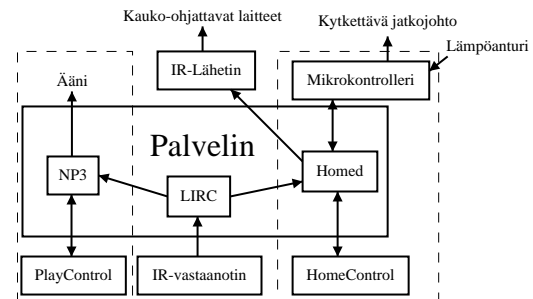 Kauko-ohjattavat laitteet
Kytkettävä jatkojohto
Lämpöanturi
IR-Lähetin
Mikrokontrolleri
Ääni
Palvelin
NP3
LIRC
Homed
PlayControl
IR-vastaanotin
HomeControl